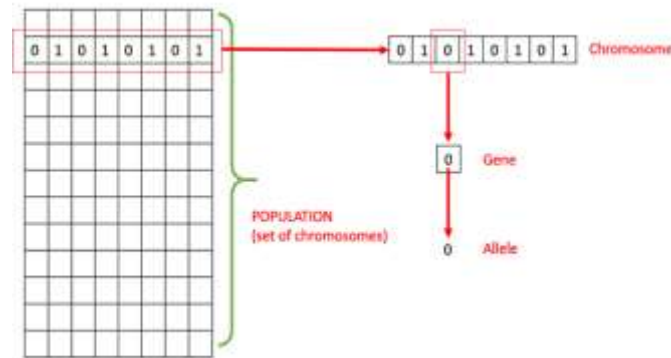 0 1 0 1 0 1 0 1
0 1 0 1 0 1 0 1 Chromosome
0 Gene
POPULATION
(set of chromosomes)
0 Allele